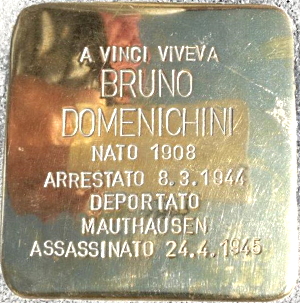 A VINCI VIVEVA
BRUNO
DOMENICHINI
NATO 1908
ARRESTATO 8.3.1944
DEPORTATO
MAUTHAUSEN
ASSASSINATO 24.4.1945